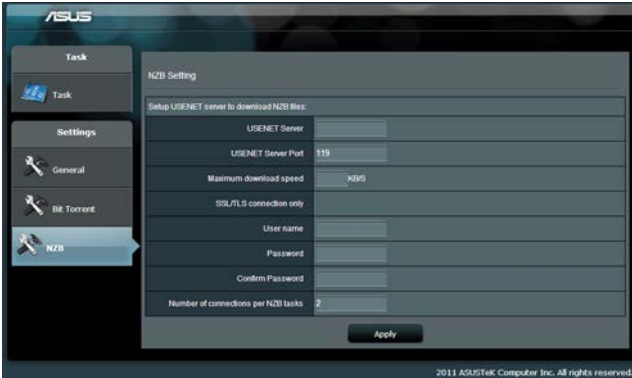 ASUS
Task
Task
Settings
General
Bit Torrent
NZB
NZB Setting
Setup USENET server to download NZB files:
USENET Server
USENET Server Port 119
Maximum download speed KB/S
SSL/TLS connection only
User name
Password
Confirm Password
Number of connections per NZB tasks 2
Apply
2011 ASUSTeK Computer Inc. All rights reserved.